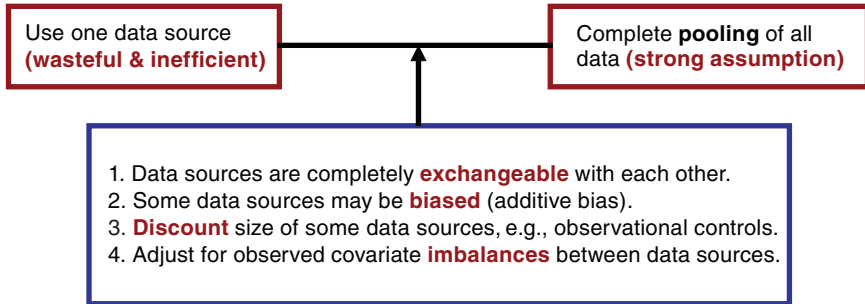 Use one data source
(wasteful & inefficient)
Complete pooling of all
data (strong assumption)
1. Data sources are completely exchangeable with each other.
2. Some data sources may be biased (additive bias).
3. Discount size of some data sources, e.g., observational controls.
4. Adjust for observed covariate imbalances between data sources.